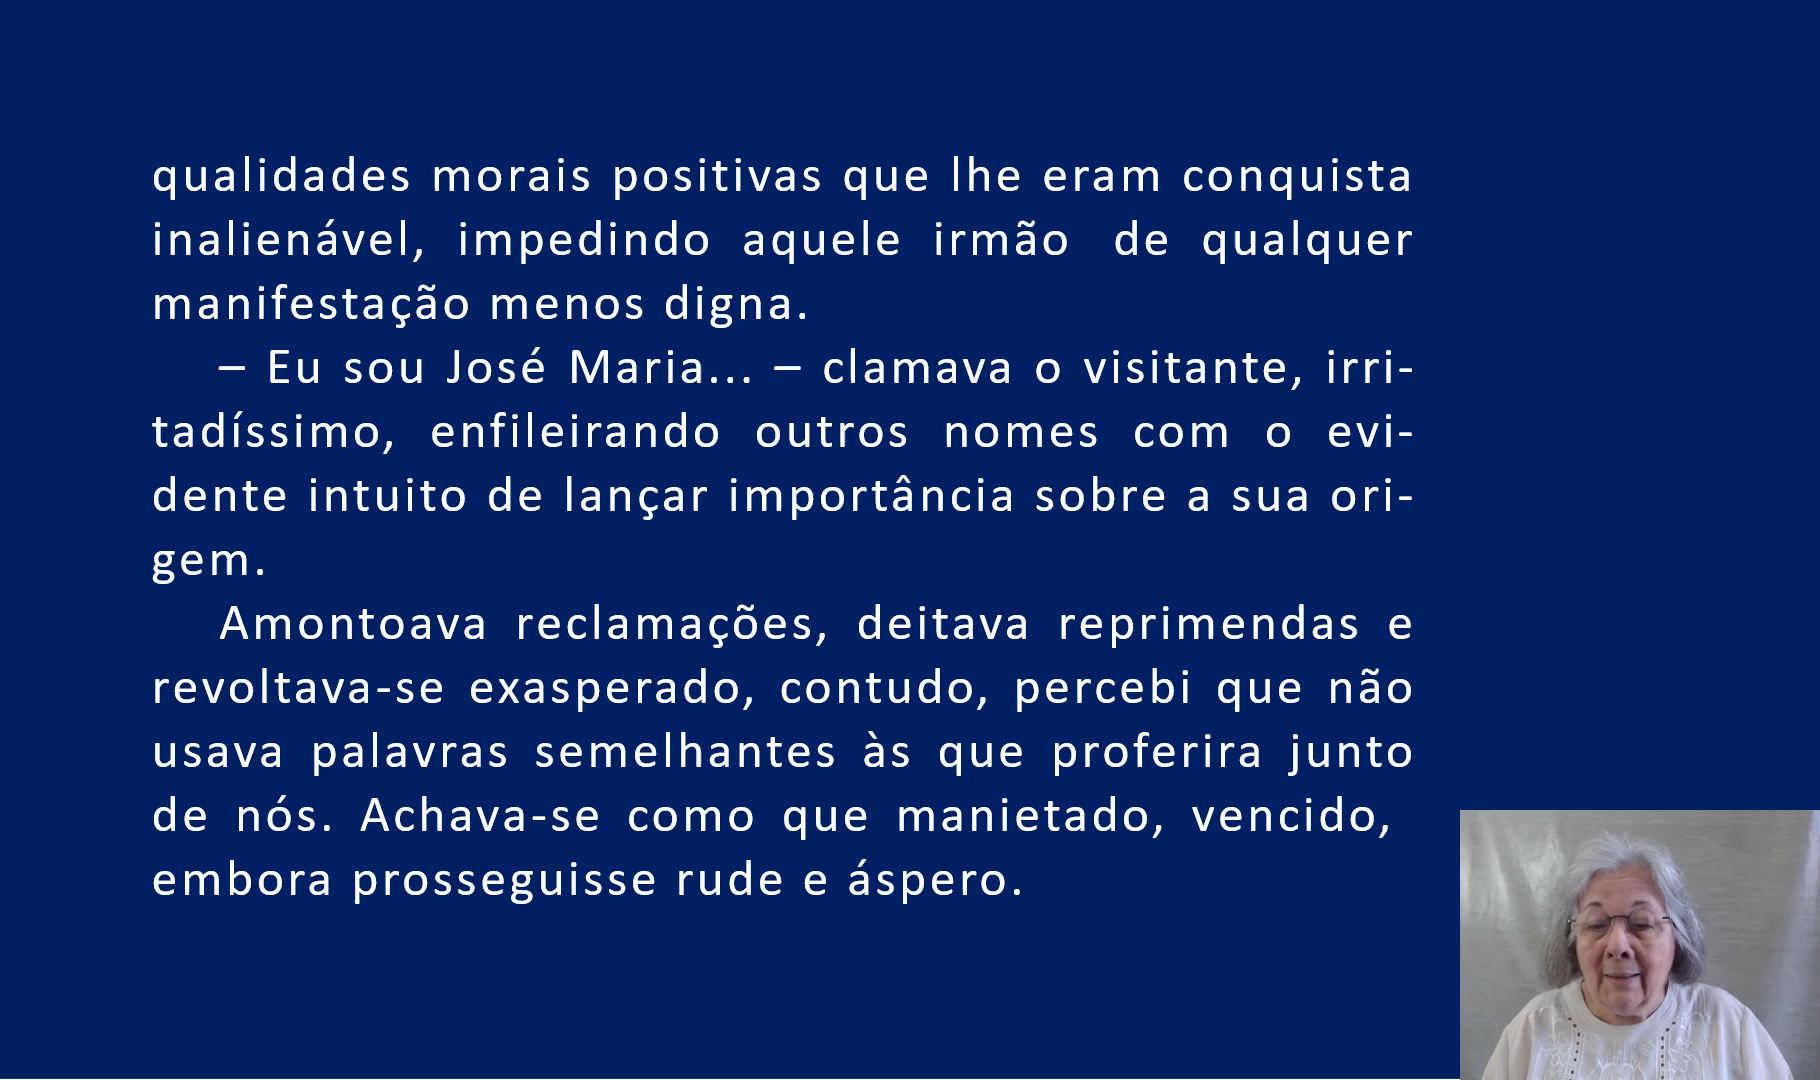 qualidades morais positivas que lhe eram conquista
inalienável, impedindo aquele irmão de qualquer
manifestação menos digna.
– Eu sou José Maria... – clamava o visitante, irri-
tadíssimo, enfileirando outros nomes com o evi-
dente intuito de lançar importância sobre a sua ori-
gem.
Amontoava reclamações, deitava reprimendas e
revoltava-se exasperado, contudo, percebi que não
usava palavras semelhantes às que proferira junto
de nós. Achava-se como que manietado, vencido,
embora prosseguisse rude e áspero.